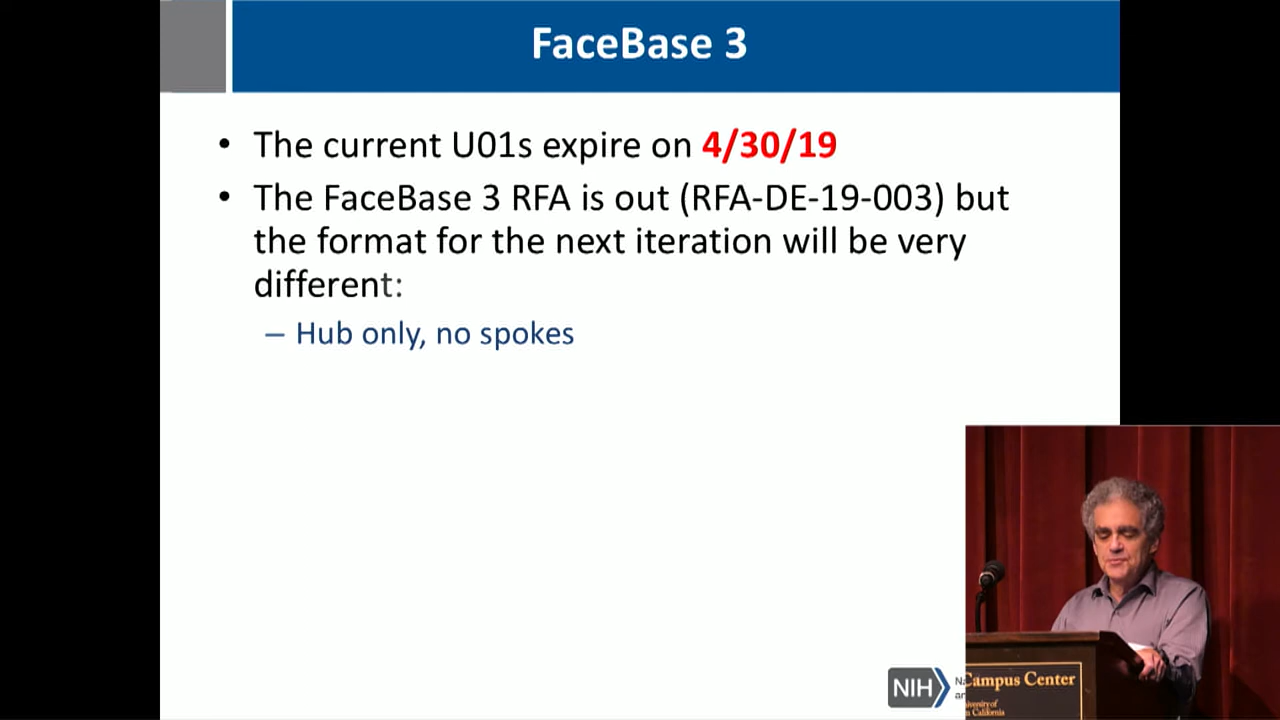 FaceBase 3
• The current U01s expire on 4/30/19
• The FaceBase 3 RFA is out (RFA-DE-19-003) but
the format for the next iteration will be very
different:
– Hub only, no spokes
NIH
Campus Center